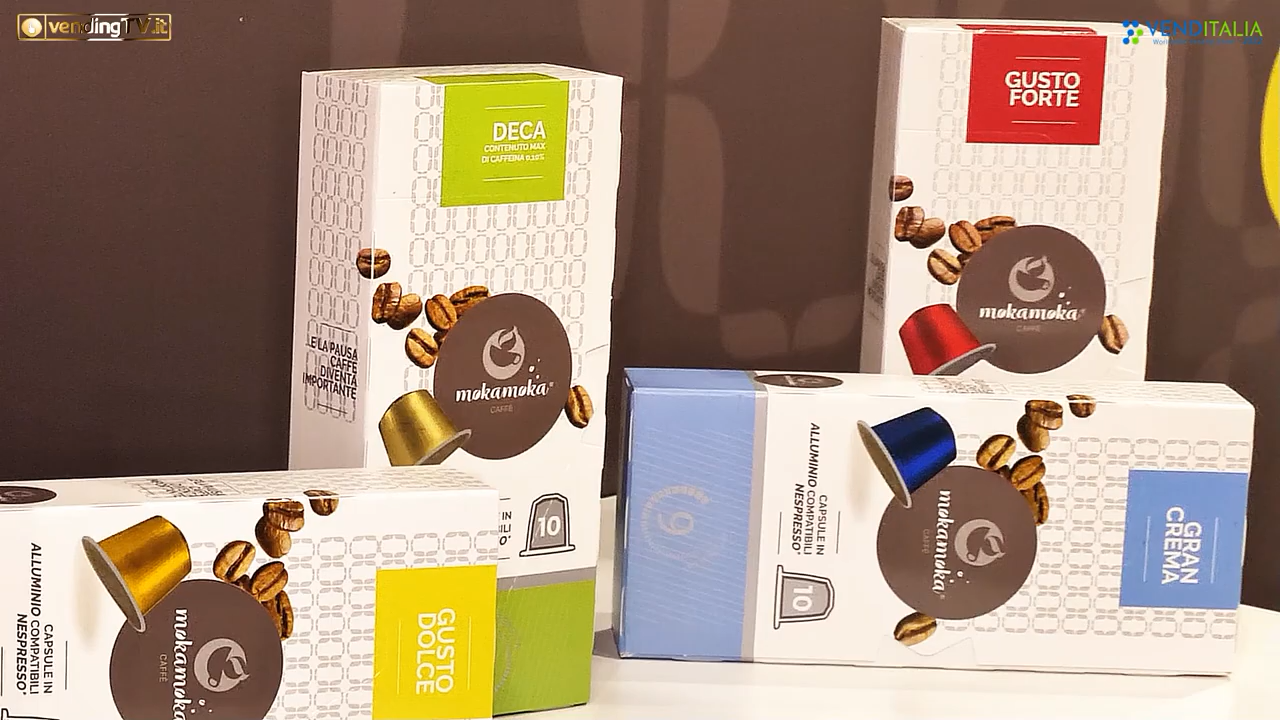 vendingTV.it
VENDITALIA
DECA
CONTENUTO MAX
DI CAFFEINA 0,10%
mokamoka®
CAFFÈ
...E LA PAUSA
CAFFÈ
DIVENTA
IMPORTANTE
10
GUSTO
FORTE
mokamoka®
CAFFÈ
CAPSULE IN
ALLUMINIO COMPATIBILI
NESPRESSO*
10
mokamoka®
CAFFÈ
GRAN
CREMA
9
CAPSULE IN
ALLUMINIO COMPATIBILI
NESPRESSO*
mokamoka
CAFFÈ
GUSTO
DOLCE